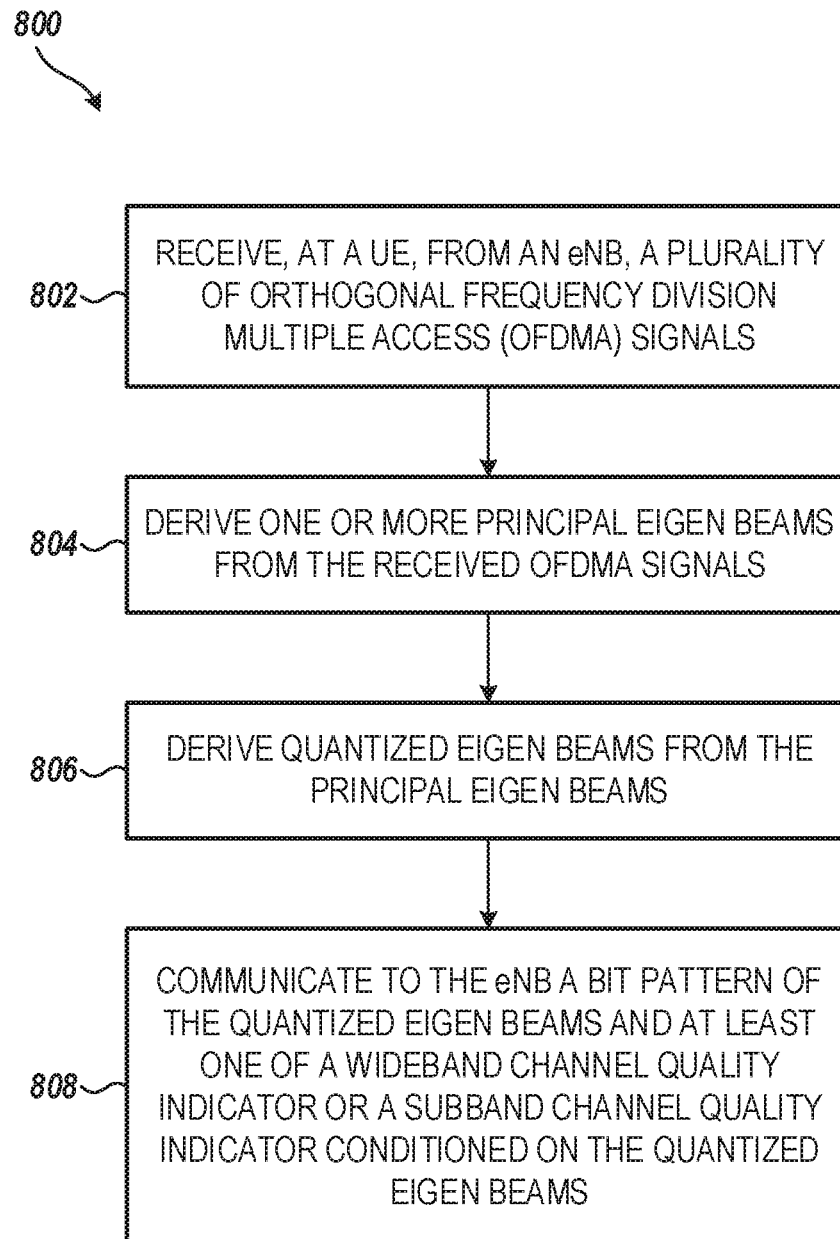 800
802
RECEIVE, AT A UE, FROM AN eNB, A PLURALITY
OF ORTHOGONAL FREQUENCY DIVISION
MULTIPLE ACCESS (OFDMA) SIGNALS
804
DERIVE ONE OR MORE PRINCIPAL EIGEN BEAMS
FROM THE RECEIVED OFDMA SIGNALS
806
DERIVE QUANTIZED EIGEN BEAMS FROM THE
PRINCIPAL EIGEN BEAMS
808
COMMUNICATE TO THE eNB A BIT PATTERN OF
THE QUANTIZED EIGEN BEAMS AND AT LEAST
ONE OF A WIDEBAND CHANNEL QUALITY
INDICATOR OR A SUBBAND CHANNEL QUALITY
INDICATOR CONDITIONED ON THE QUANTIZED
EIGEN BEAMS